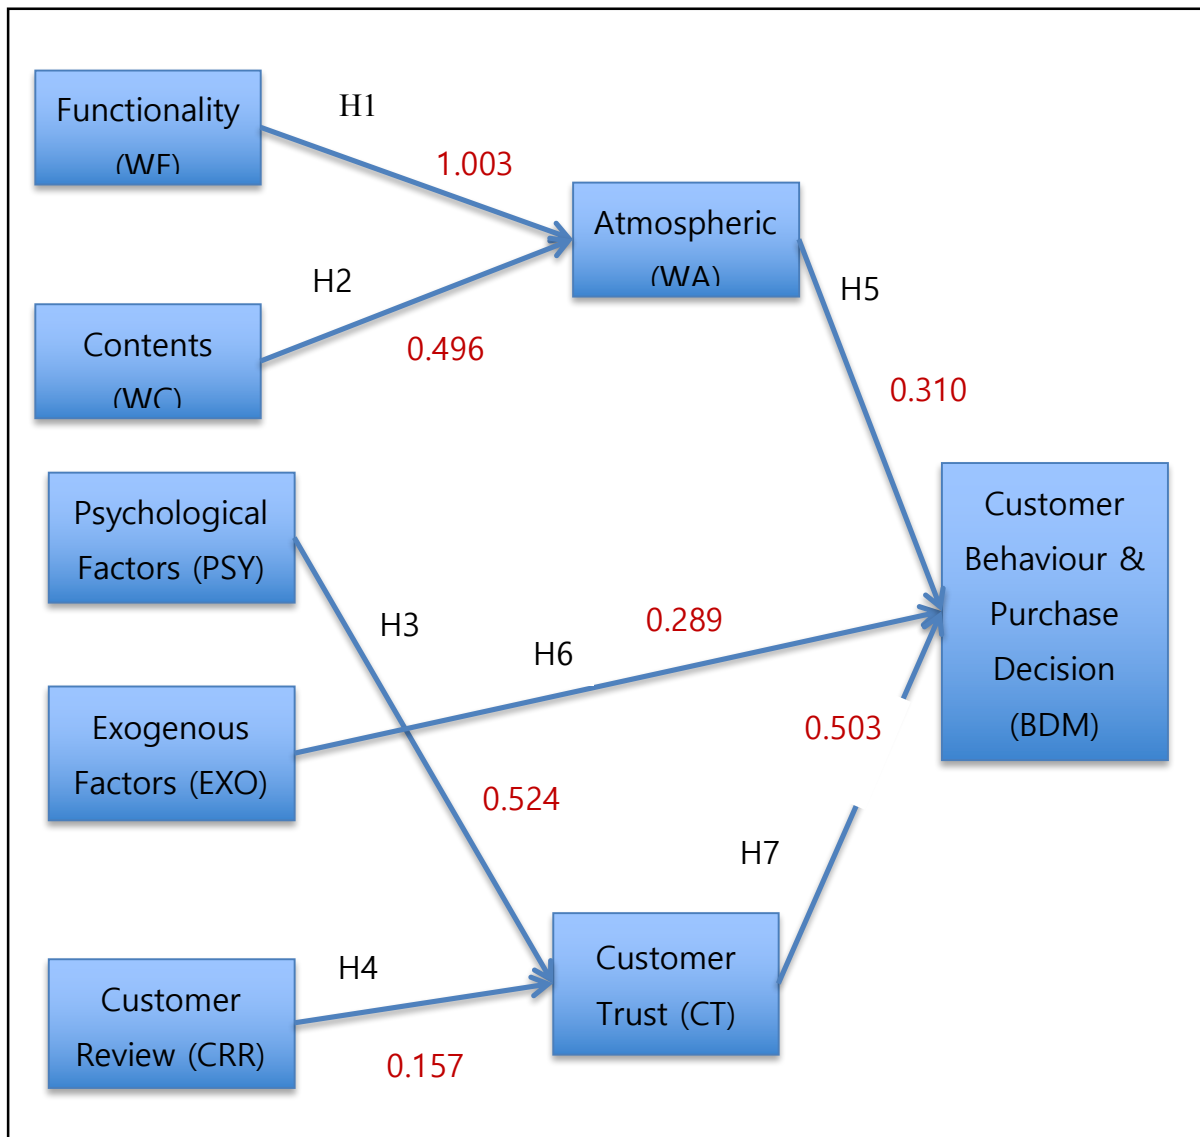 Functionality
(WF)
H1
1.003
Atmospheric
(WA)
H2
0.496
Contents
(WC)
H5
0.310
Psychological
Factors (PSY)
H3
0.289
H6
Customer
Behaviour &
Purchase
Decision
(BDM)
Exogenous
Factors (EXO)
0.524
0.503
H7
H4
Customer
Review (CRR)
0.157
Customer
Trust (CT)